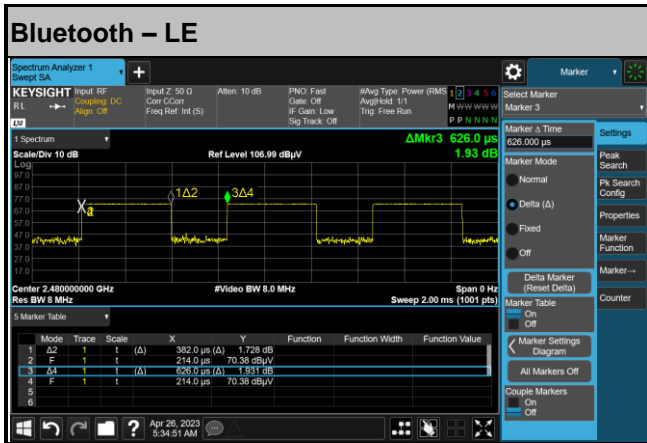 Bluetooth – LE
Spectrum Analyzer 1
Swept SA
+
Marker
KEYSIGHT
RL
LXI
Input: RF
Coupling: DC
Align: Off
Input Z: 50 Ω
Corr CCorr
Freq Ref: Int (S)
Atten: 10 dB
PNO: Fast
Gate: Off
IF Gain: Low
Sig Track: Off
#Avg Type: Power (RMS
Avg|Hold: 1/1
Trig: Free Run
1 2 3 4 5 6
M W W W W W
P P N N N N
Select Marker
Marker 3
1 Spectrum
ΔMkr3 626.0 µs
1.93 dB
Scale/Div 10 dB
Ref Level 106.99 dBµV
Log
97.0
87.0
77.0
67.0
57.0
47.0
37.0
27.0
17.0
1Δ2
3Δ4
Center 2.480000000 GHz
#Video BW 8.0 MHz
Span 0 Hz
Res BW 8 MHz
Sweep 2.00 ms (1001 pts)
5 Marker Table
Mode Trace Scale X Y Function Function Width Function Value
1 Δ2 1 t (Δ) 382.0 µs (Δ) 1.728 dB
2 F 1 t 214.0 µs 70.38 dBµV
3 Δ4 1 t (Δ) 626.0 µs (Δ) 1.931 dB
4 F 1 t 214.0 µs 70.38 dBµV
5
6
Marker Δ Time
626.000 µs
Marker Mode
Normal
Delta (Δ)
Fixed
Off
Delta Marker
(Reset Delta)
Marker Table
On
Off
Marker Settings
Diagram
All Markers Off
Couple Markers
On
Off
Settings
Peak
Search
Pk Search
Config
Properties
Marker
Function
Marker→
Counter
?
Apr 26, 2023
5:34:51 AM